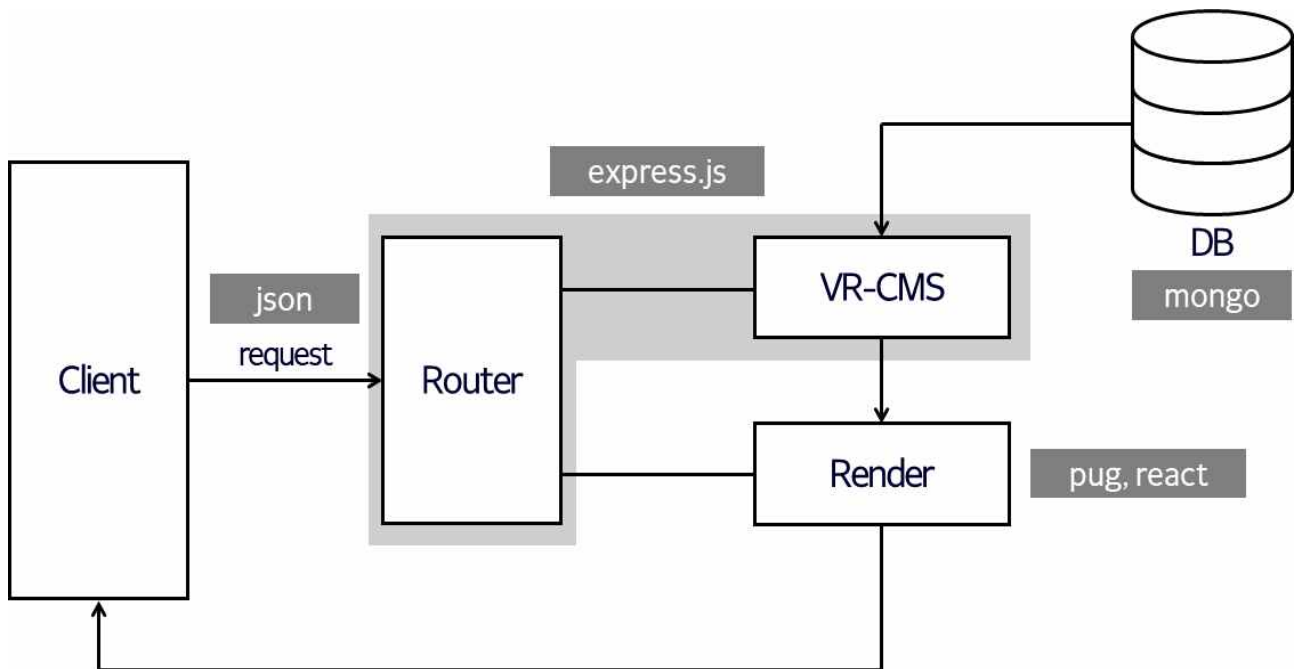 express.js
DB
mongo
json
request
Client
Router
VR-CMS
Render
pug, react